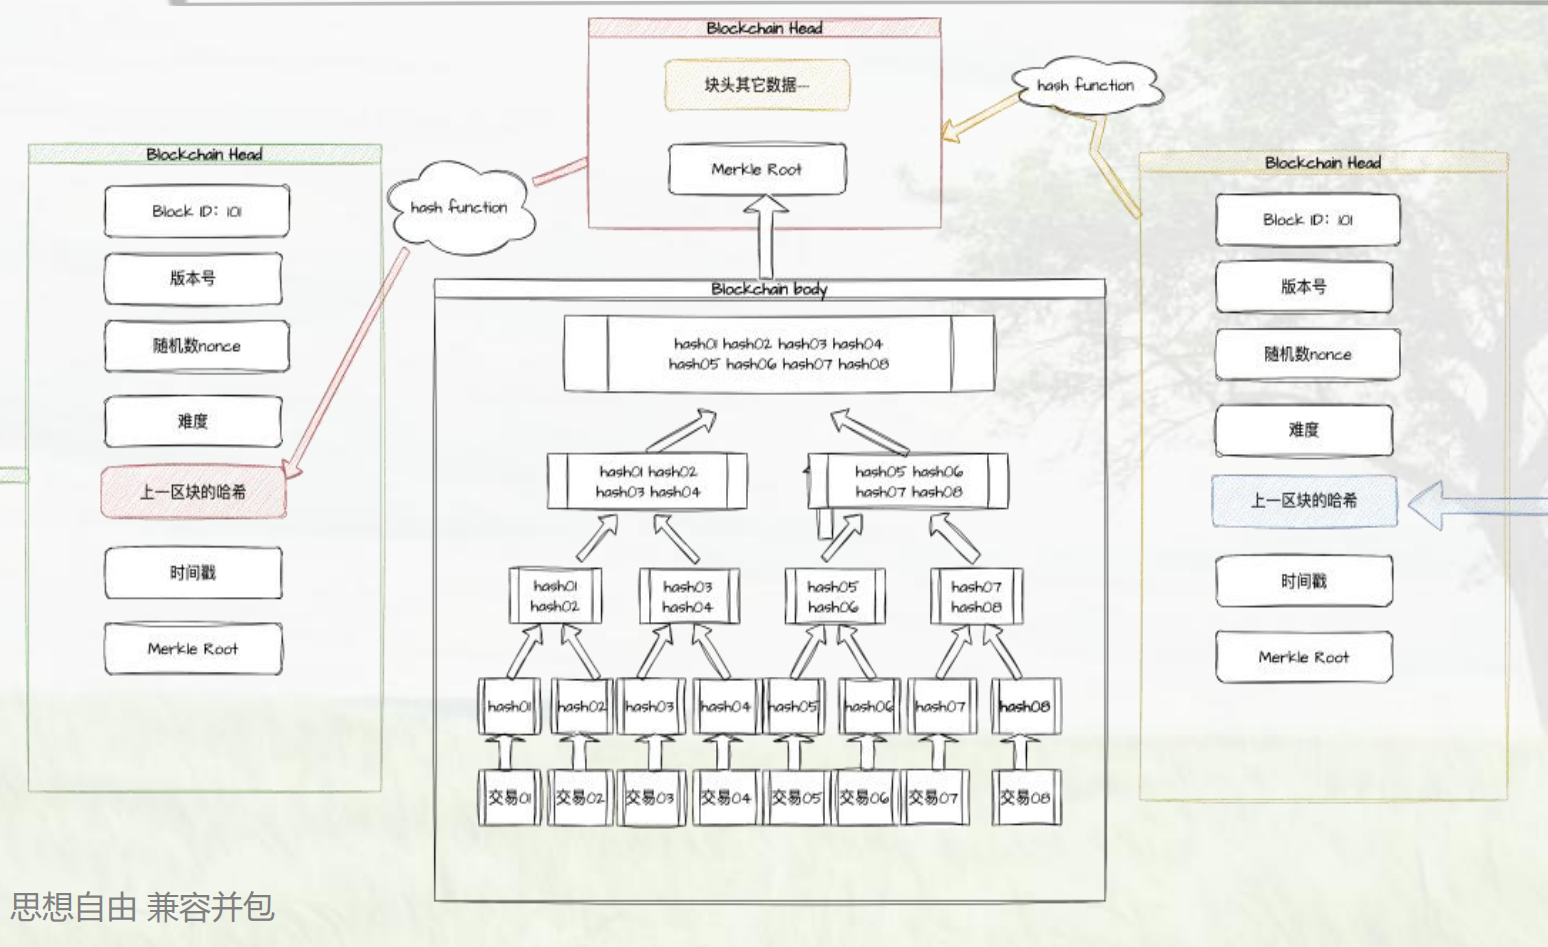 Blockchain Head
块头其它数据...
Merkle Root
hash function
Blockchain Head
Block ID: 101
版本号
随机数nonce
难度
上一区块的哈希
时间戳
Merkle Root
hash function
Blockchain Head
Block ID: 101
版本号
随机数nonce
难度
上一区块的哈希
时间戳
Merkle Root
Blockchain body
hash01 hash02 hash03 hash04
hash05 hash06 hash07 hash08
hash01 hash02
hash03 hash04
hash05 hash06
hash07 hash08
hash01
hash02
hash03
hash04
hash05
hash06
hash07
hash08
hash01
hash02
hash03
hash04
hash05
hash06
hash07
hash08
交易01
交易02
交易03
交易04
交易05
交易06
交易07
交易08
思想自由 兼容并包